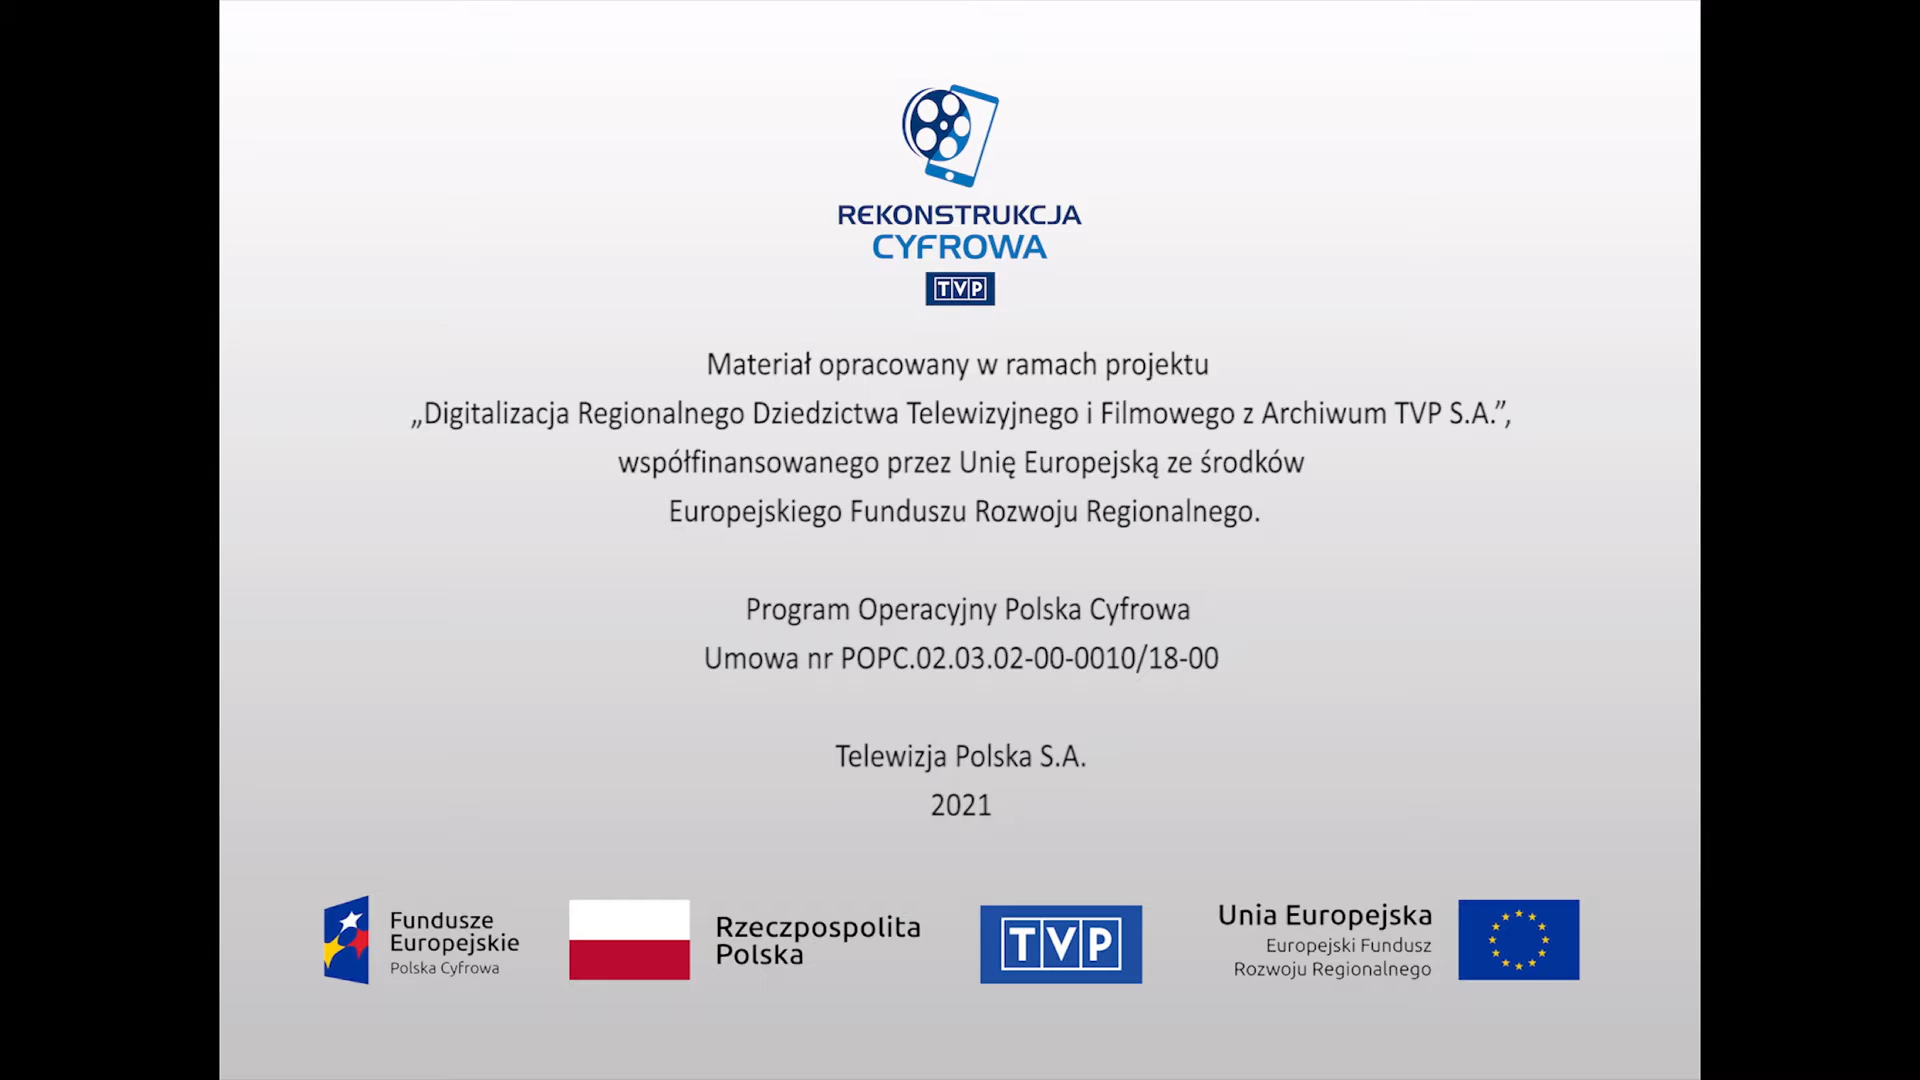 REKONSTRUKCJA
CYFROWA
TVP
Materiał opracowany w ramach projektu
„Digitalizacja Regionalnego Dziedzictwa Telewizyjnego i Filmowego z Archiwum TVP S.A.”,
współfinansowanego przez Unię Europejską ze środków
Europejskiego Funduszu Rozwoju Regionalnego.
Program Operacyjny Polska Cyfrowa
Umowa nr POPC.02.03.02-00-0010/18-00
Telewizja Polska S.A.
2021
Fundusze
Europejskie
Polska Cyfrowa
Rzeczpospolita
Polska
TVP
Unia Europejska
Europejski Fundusz
Rozwoju Regionalnego